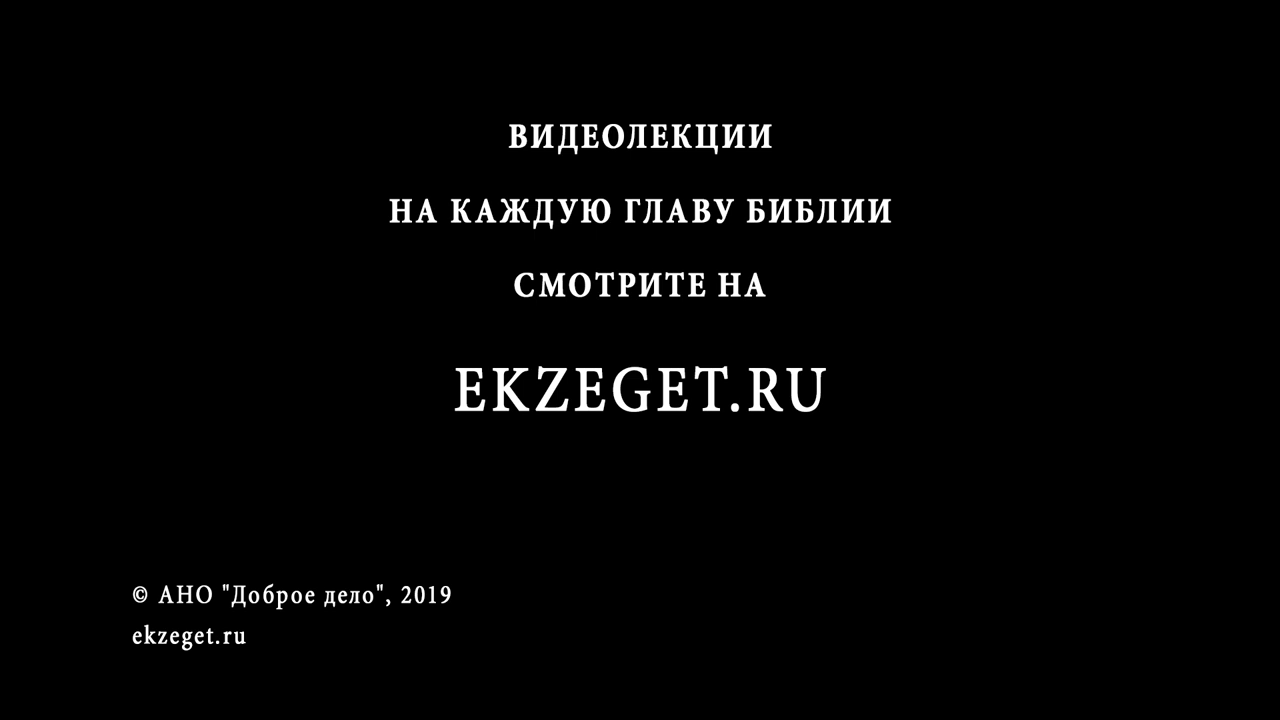 ВИДЕОЛЕКЦИИ
НА КАЖДУЮ ГЛАВУ БИБЛИИ
СМОТРИТЕ НА
EKZEGET.RU
© АНО "Доброе дело", 2019
ekzeget.ru